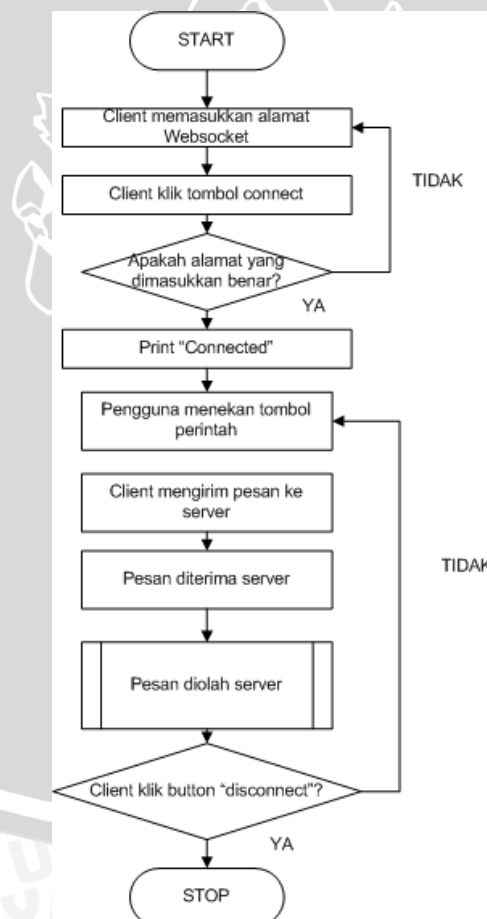 START
Client memasukkan alamat
Websocket
TIDAK
Client klik tombol connect
Apakah alamat yang
dimasukkan benar?
YA
Print “Connected”
Pengguna menekan tombol
perintah
Client mengirim pesan ke
server
TIDAK
Pesan diterima server
Pesan diolah server
Client klik button “disconnect”?
YA
STOP